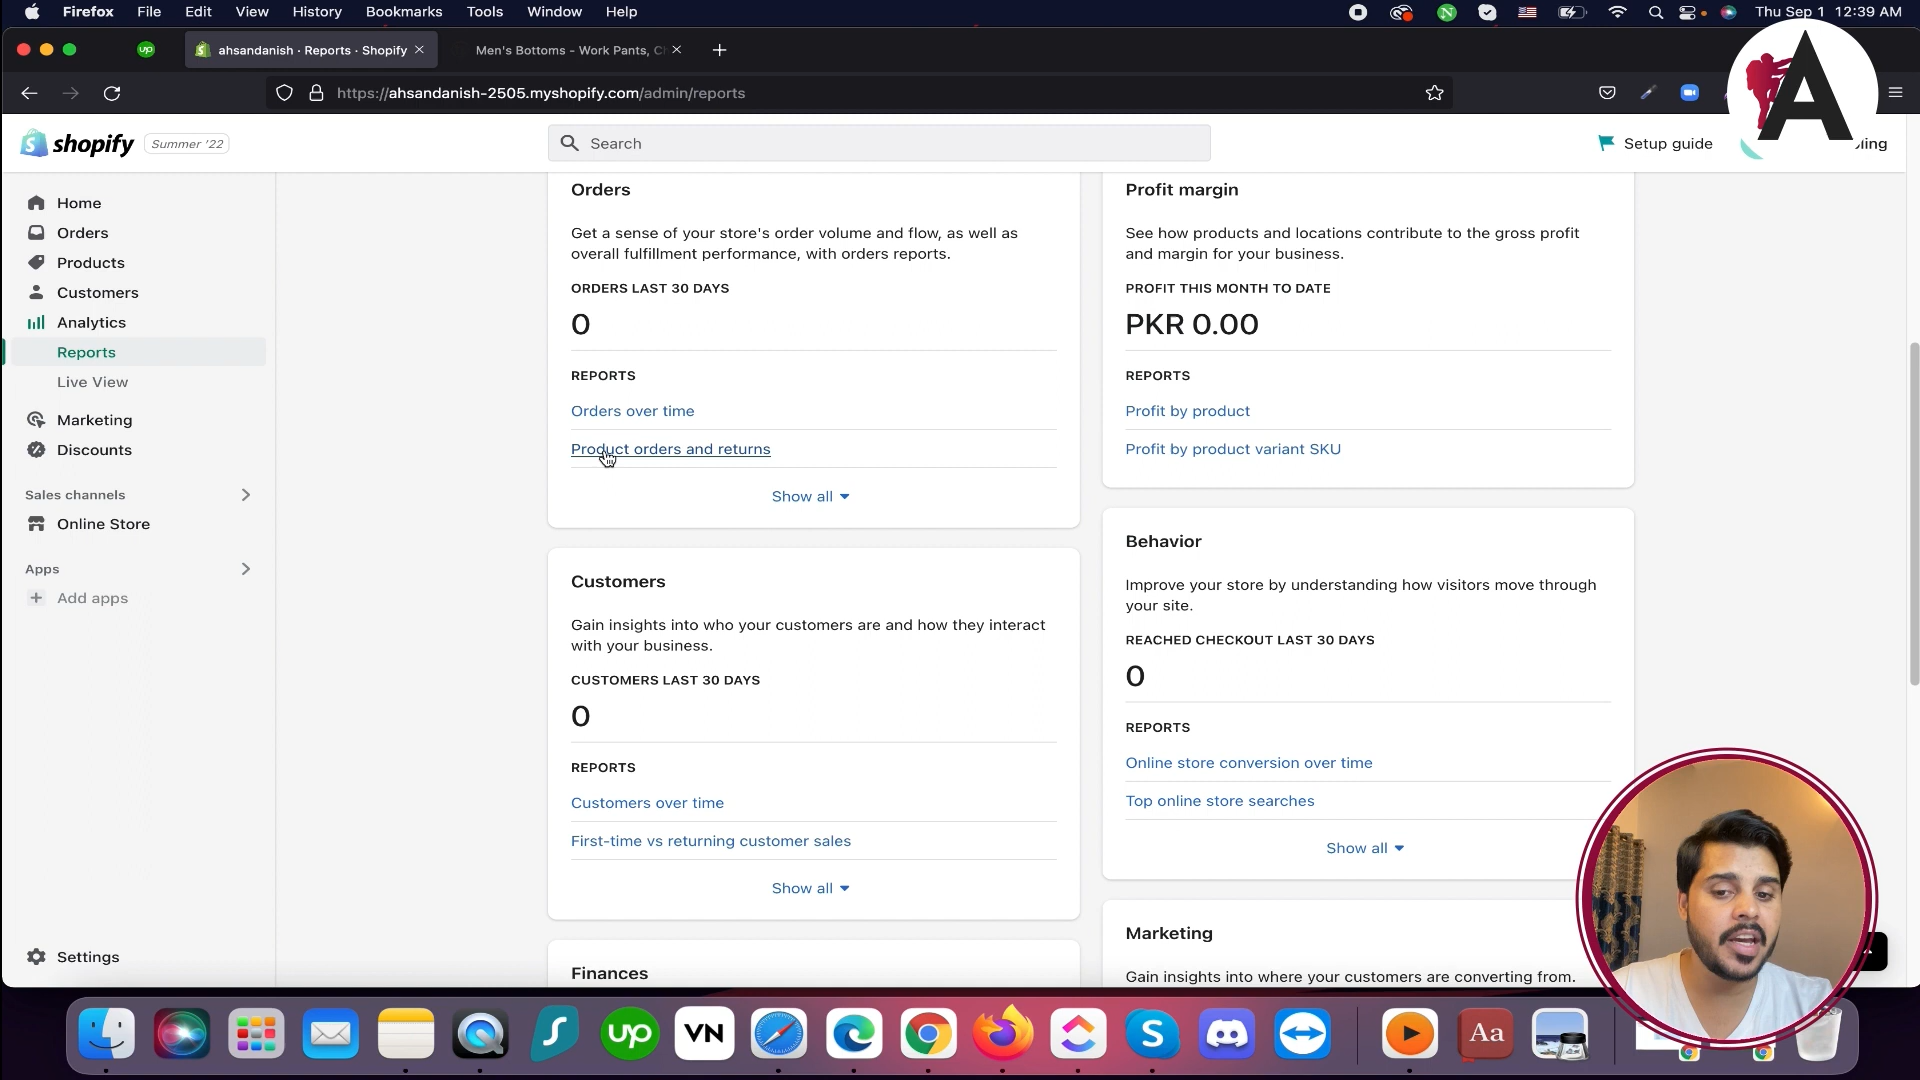 Firefox File Edit View History Bookmarks Tools Window Help
Thu Sep 1 12:39 AM
up
ahsandanish · Reports · Shopify
Men's Bottoms - Work Pants, C
https://ahsandanish-2505.myshopify.com/admin/reports
A
shopify
Summer '22
Search
Setup guide
Home
Orders
Products
Customers
Analytics
Reports
Live View
Marketing
Discounts
Sales channels
Online Store
Apps
Add apps
Settings
Orders
Get a sense of your store's order volume and flow, as well as
overall fulfillment performance, with orders reports.
ORDERS LAST 30 DAYS
0
REPORTS
Orders over time
Product orders and returns
Show all
Customers
Gain insights into who your customers are and how they interact
with your business.
CUSTOMERS LAST 30 DAYS
0
REPORTS
Customers over time
First-time vs returning customer sales
Show all
Finances
Profit margin
See how products and locations contribute to the gross profit
and margin for your business.
PROFIT THIS MONTH TO DATE
PKR 0.00
REPORTS
Profit by product
Profit by product variant SKU
Behavior
Improve your store by understanding how visitors move through
your site.
REACHED CHECKOUT LAST 30 DAYS
0
REPORTS
Online store conversion over time
Top online store searches
Show all
Marketing
Gain insights into where your customers are converting from.
up
VN
S
Aa